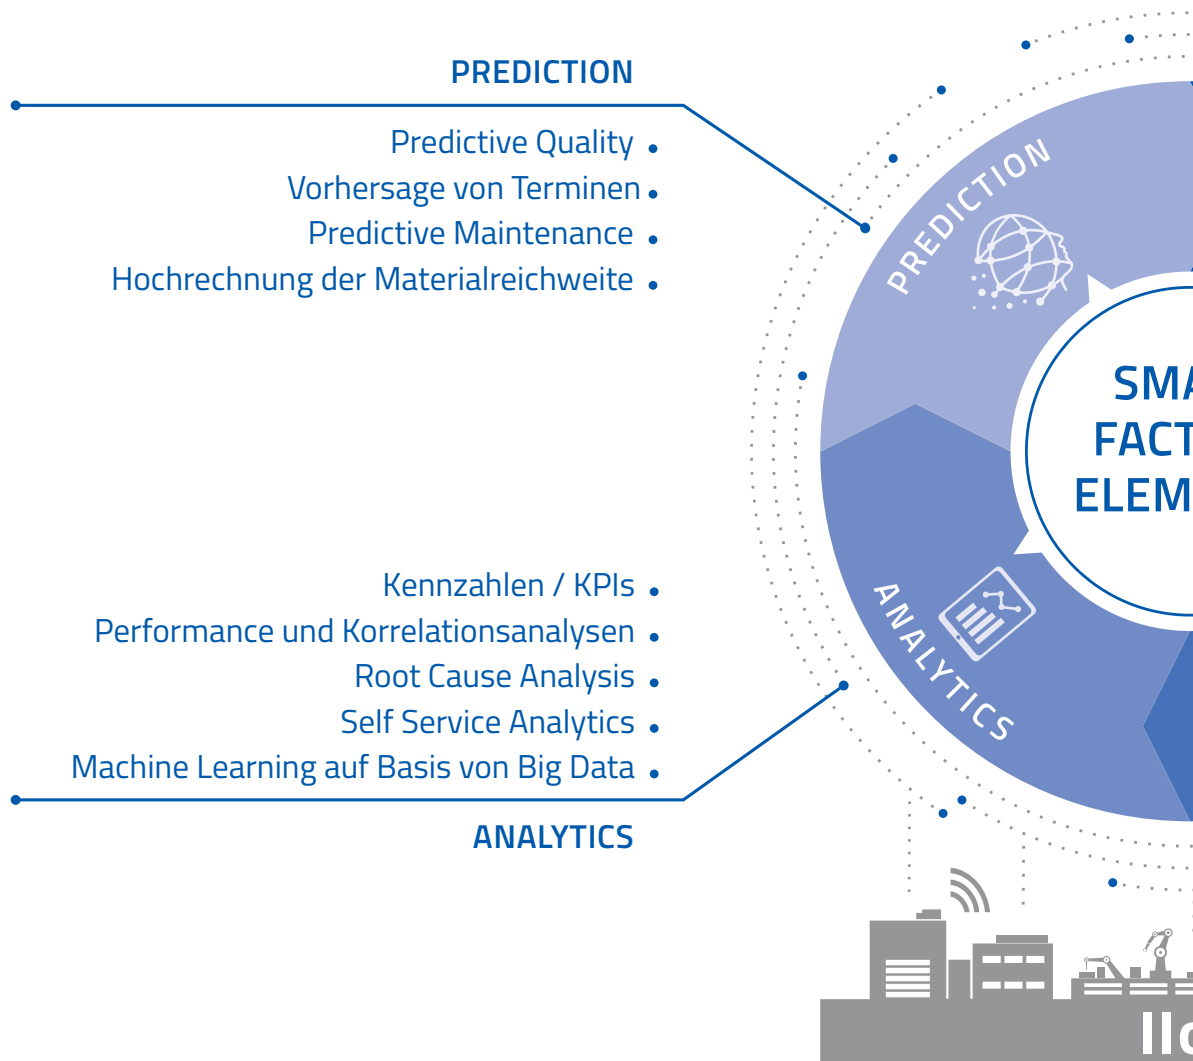 PREDICTION
Predictive Quality
Vorhersage von Terminen
Predictive Maintenance
Hochrechnung der Materialreichweite
PREDICTION
SMA
FACT
ELEM
Kennzahlen / KPIs
Performance und Korrelationsanalysen
Root Cause Analysis
Self Service Analytics
Machine Learning auf Basis von Big Data
ANALYTICS
ANALYTICS